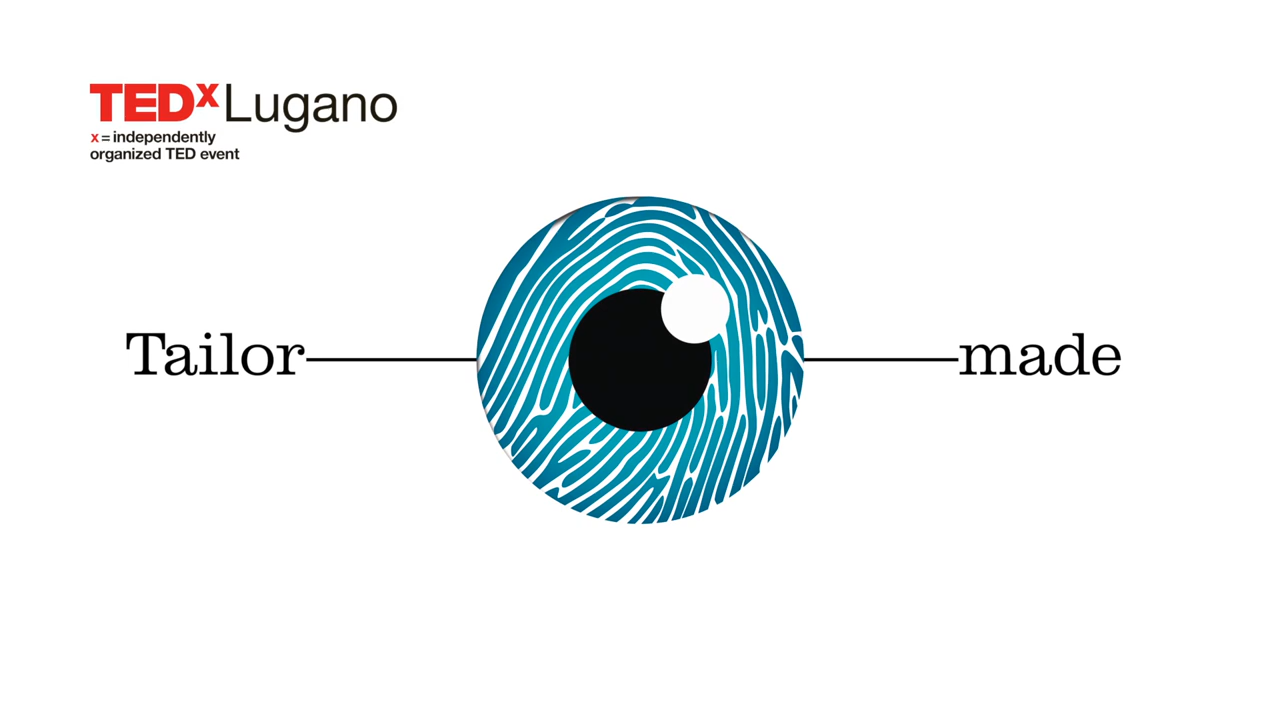 TEDxLugano
x = independently
organized TED event
Tailor made